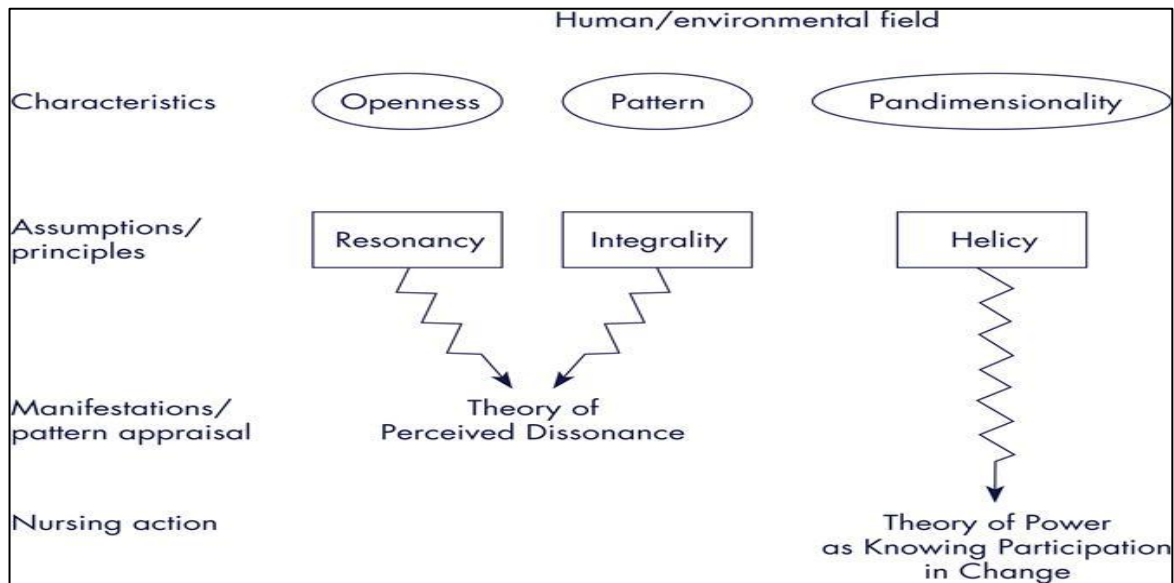 Human/environmental field
Characteristics
Openness
Pattern
Pandimensionality
Assumptions/
principles
Resonancy
Integrality
Helicy
Manifestations/
pattern appraisal
Theory of
Perceived Dissonance
Nursing action
Theory of Power
as Knowing Participation
in Change